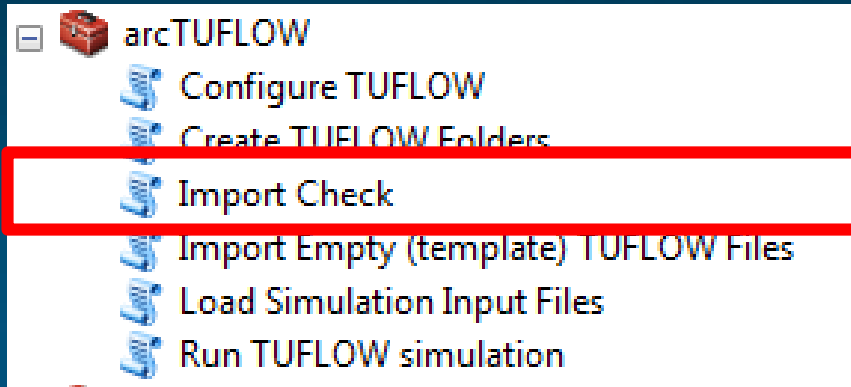 arcTUFLOW
Configure TUFLOW
Create TUFLOW Folders
Import Check
Import Empty (template) TUFLOW Files
Load Simulation Input Files
Run TUFLOW simulation